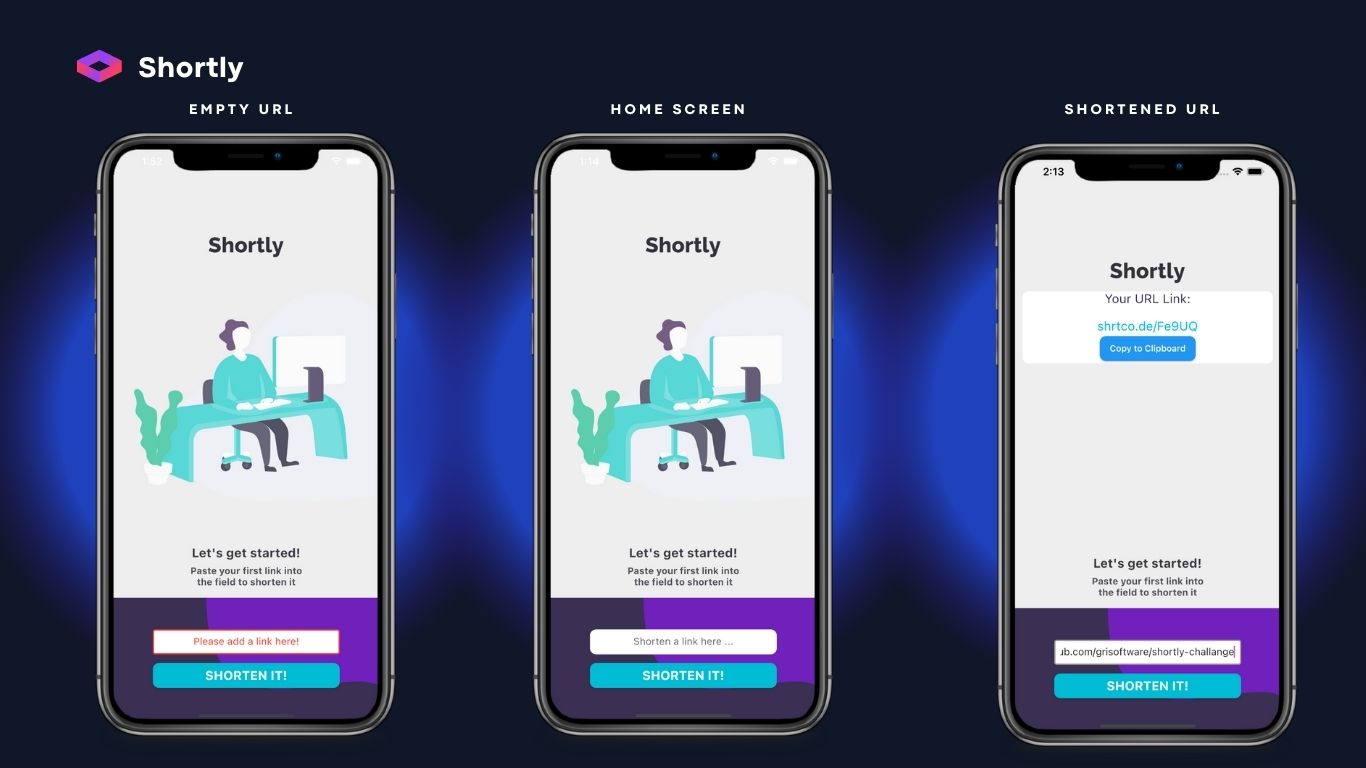 Shortly
EMPTY URL
HOME SCREEN
SHORTENED URL
1:52
Shortly
Let's get started!
Paste your first link into
the field to shorten it
Please add a link here!
SHORTEN IT!
1:14
Shortly
Let's get started!
Paste your first link into
the field to shorten it
Shorten a link here ...
SHORTEN IT!
2:13
Shortly
Your URL Link:
shrtco.de/Fe9UQ
Copy to Clipboard
Let's get started!
Paste your first link into
the field to shorten it
ub.com/grisoftware/shortly-challange
SHORTEN IT!